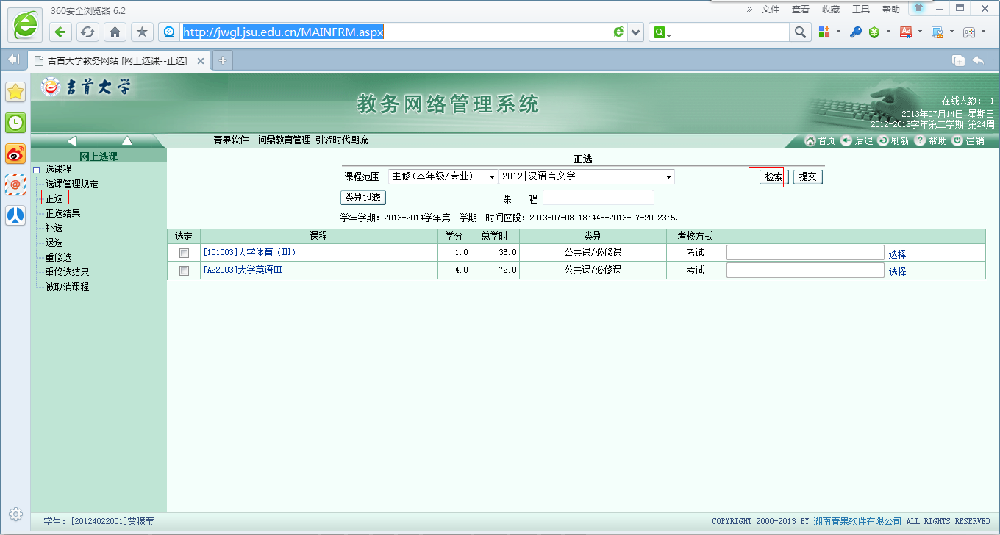 360安全浏览器 6.2
» 文件 查看 收藏 工具 帮助
http://jwgl.jsu.edu.cn/MAINFRM.aspx
吉首大学教务网站 [网上选课--正选]
吉首大学
教务网络管理系统
在线人数： 1
2013年07月14日 星期日
2012-2013学年第二学期 第24周
青果软件: 问鼎教育管理 引领时代潮流
首页 后退 刷新 帮助 注销
网上选课
选课程
选课管理规定
正选
正选结果
补选
退选
重修选
重修选结果
被取消课程
正选
课程范围 主修(本年级/专业) 2012|汉语言文学 检索 提交
类别过滤 课 程
学年学期: 2013-2014学年第一学期 时间区段: 2013-07-08 18:44--2013-07-20 23:59
选定 课程 学分 总学时 类别 考核方式
[101003]大学体育（III） 1.0 36.0 公共课/必修课 考试 选择
[A22003]大学英语III 4.0 72.0 公共课/必修课 考试 选择
学生: [20124022001]贾朦莹
COPYRIGHT 2000-2013 BY 湖南青果软件有限公司 ALL RIGHTS RESERVED